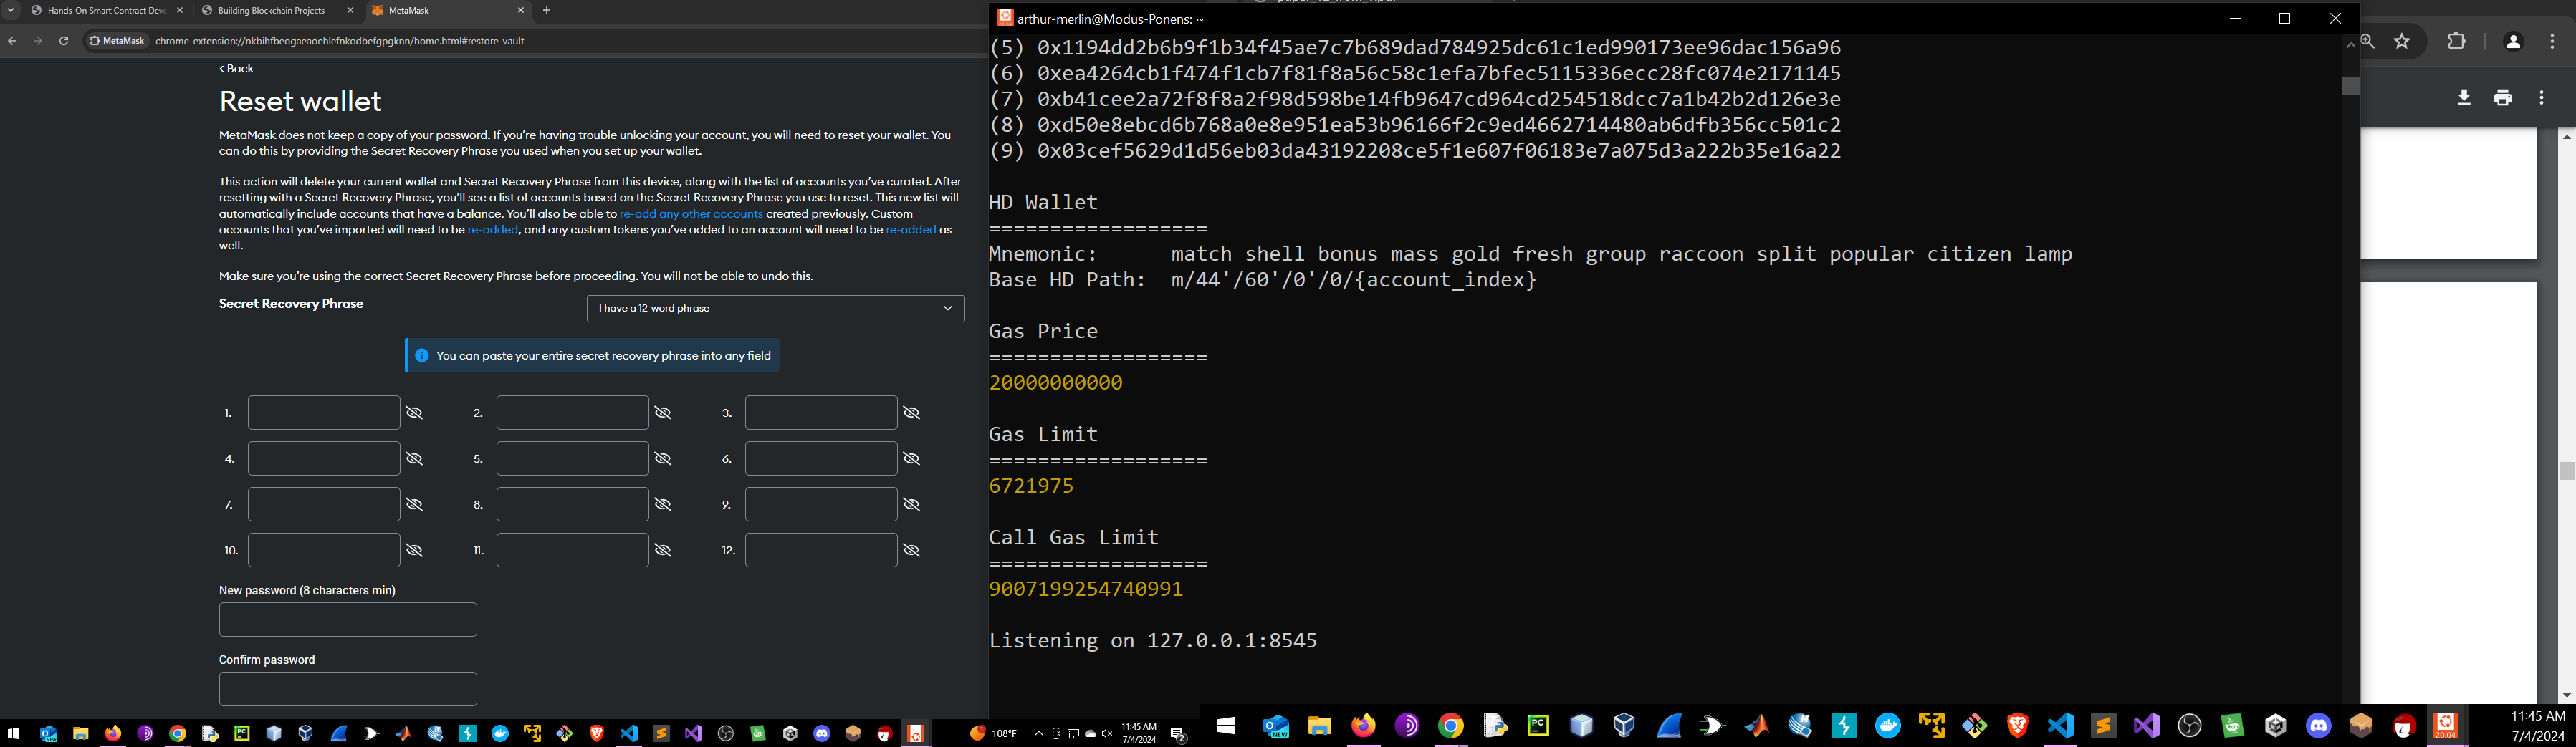 Hands-On Smart Contract Dev
Building Blockchain Projects
MetaMask
MetaMask
chrome-extension://nkbihfbeogaeaoehlefnkodbefgpgknn/home.html#restore-vault
< Back
Reset wallet
MetaMask does not keep a copy of your password. If you’re having trouble unlocking your account, you will need to reset your wallet. You
can do this by providing the Secret Recovery Phrase you used when you set up your wallet.
This action will delete your current wallet and Secret Recovery Phrase from this device, along with the list of accounts you’ve curated. After
resetting with a Secret Recovery Phrase, you’ll see a list of accounts based on the Secret Recovery Phrase you use to reset. This new list will
automatically include accounts that have a balance. You’ll also be able to re-add any other accounts created previously. Custom
accounts that you’ve imported will need to be re-added, and any custom tokens you’ve added to an account will need to be re-added as
well.
Make sure you’re using the correct Secret Recovery Phrase before proceeding. You will not be able to undo this.
Secret Recovery Phrase
I have a 12-word phrase
You can paste your entire secret recovery phrase into any field
1. 2. 3.
4. 5. 6.
7. 8. 9.
10. 11. 12.
New password (8 characters min)
Confirm password
108°F
11:45 AM
7/4/2024
2
arthur-merlin@Modus-Ponens: ~
(5) 0x1194dd2b6b9f1b34f45ae7c7b689dad784925dc61c1ed990173ee96dac156a96
(6) 0xea4264cb1f474f1cb7f81f8a56c58c1efa7bfec5115336ecc28fc074e2171145
(7) 0xb41cee2a72f8f8a2f98d598be14fb9647cd964cd254518dcc7a1b42b2d126e3e
(8) 0xd50e8ebcd6b768a0e8e951ea53b96166f2c9ed4662714480ab6dfb356cc501c2
(9) 0x03cef5629d1d56eb03da43192208ce5f1e607f06183e7a075d3a222b35e16a22
HD Wallet
==================
Mnemonic:      match shell bonus mass gold fresh group raccoon split popular citizen lamp
Base HD Path:  m/44'/60'/0'/0/{account_index}
Gas Price
==================
20000000000
Gas Limit
==================
6721975
Call Gas Limit
==================
9007199254740991
Listening on 127.0.0.1:8545
NEW
PC
20.04
11:45 AM
7/4/2024